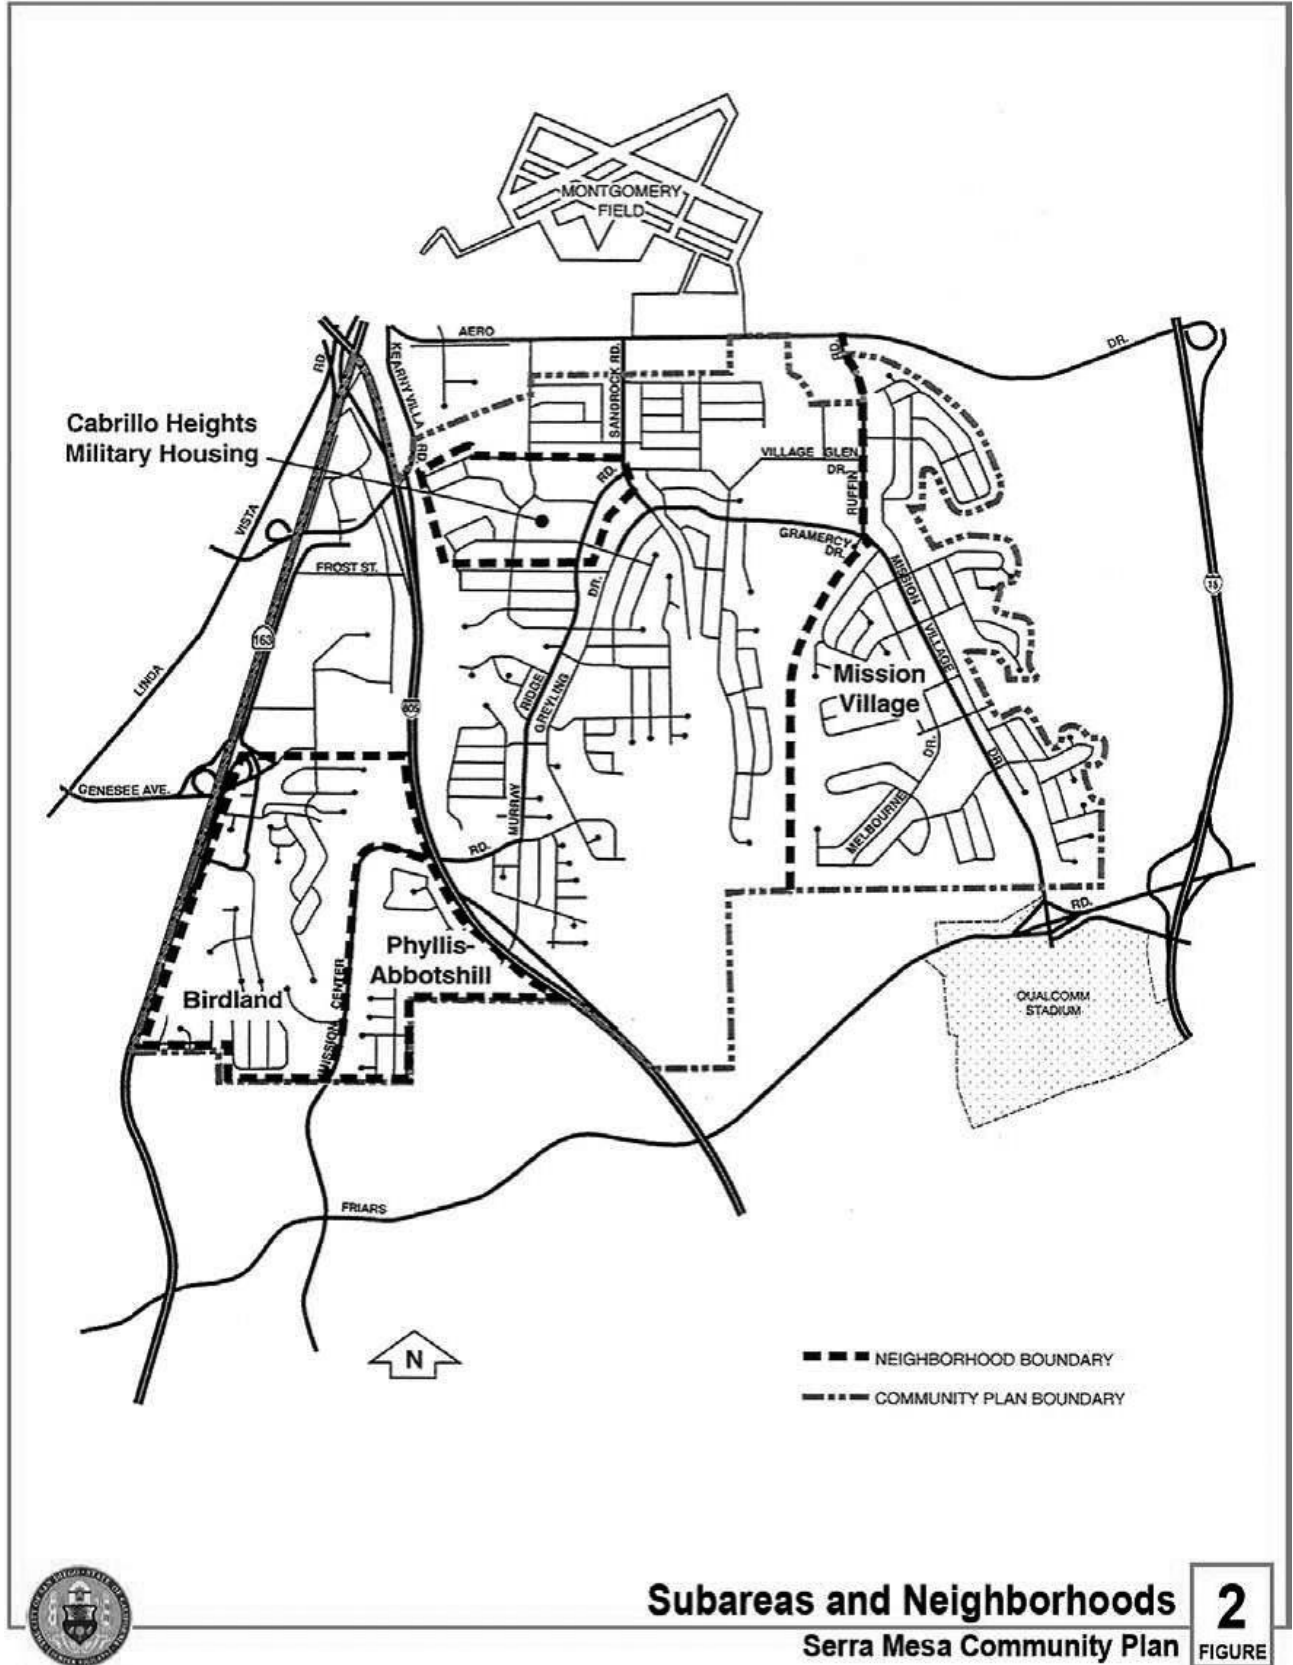 MONTGOMERY
FIELD
AERO
DR.
RD.
KEARNY VILLA
RD.
SANDROCK RD.
RD.
Cabrillo Heights
Military Housing
VILLAGE GLEN
DR.
RD.
RUFFIN
VISTA
GRAMERCY
DR.
FROST ST.
MISSION
VILLAGE
DR.
15
DR.
163
LINDA
Mission
Village
RIDGE
GREYLING
805
DR.
GENESEE AVE.
MURRAY
MELBOURNE
RD.
RD.
Phyllis-
Abbotshill
Birdland
CENTER
MISSION
QUALCOMM
STADIUM
FRIARS
N
NEIGHBORHOOD BOUNDARY
COMMUNITY PLAN BOUNDARY
Subareas and Neighborhoods
Serra Mesa Community Plan
2
FIGURE